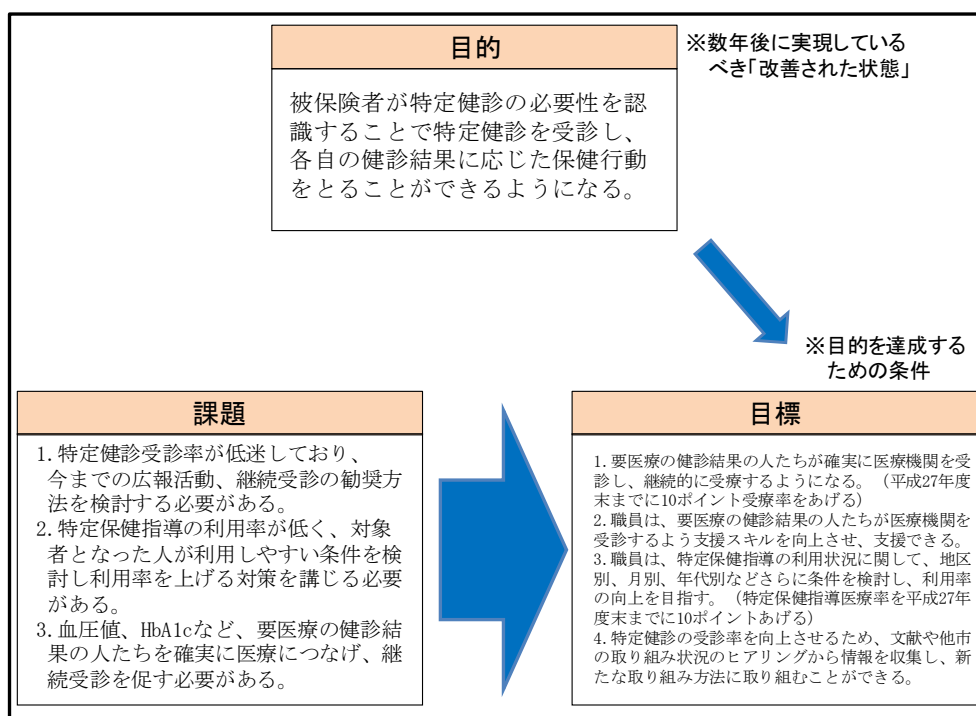 目的
※数年後に実現している
べき「改善された状態」
被保険者が特定健診の必要性を認
識することで特定健診を受診し、
各自の健診結果に応じた保健行動
をとることができるようになる。
※目的を達成する
ための条件
課題
1.特定健診受診率が低迷しており、
今までの広報活動、継続受診の勧奨方
法を検討する必要がある。
2.特定保健指導の利用率が低く、対象
者となった人が利用しやすい条件を検
討し利用率を上げる対策を講じる必要
がある。
3.血圧値、HbA1cなど、要医療の健診結
果の人たちを確実に医療につなげ、継
続受診を促す必要がある。
目標
1.要医療の健診結果の人たちが確実に医療機関を受
診し、継続的に受療するようになる。（平成27年度
末までに10ポイント受療率をあげる）
2.職員は、要医療の健診結果の人たちが医療機関を
受診するよう支援スキルを向上させ、支援できる。
3.職員は、特定保健指導の利用状況に関して、地区
別、月別、年代別などさらに条件を検討し、利用率
の向上を目指す。（特定保健指導医療率を平成27年
度末までに10ポイントあげる）
4.特定健診の受診率を向上させるため、文献や他市
の取り組み状況のヒアリングから情報を収集し、新
たな取り組み方法に取り組むことができる。